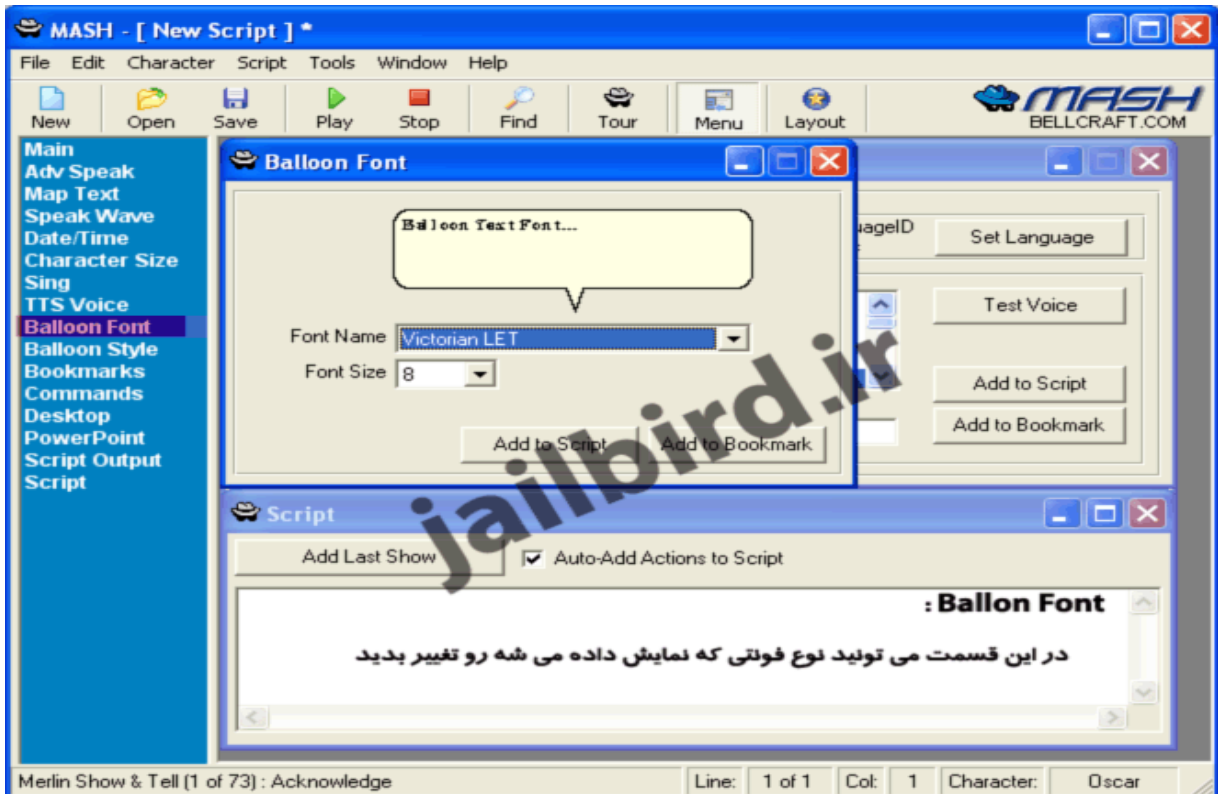 MASH - [ New Script ] *
File Edit Character Script Tools Window Help
New Open Save Play Stop Find Tour Menu Layout
MASH
BELLCRAFT.COM
Main
Adv Speak
Map Text
Speak Wave
Date/Time
Character Size
Sing
TTS Voice
Balloon Font
Balloon Style
Bookmarks
Commands
Desktop
PowerPoint
Script Output
Script
Balloon Font
Balloon Text Font...
Font Name Victorian LET
Font Size 8
Add to Script Add to Bookmark
Set Language
Test Voice
Add to Script
Add to Bookmark
jailbird.ir
Script
Add Last Show Auto-Add Actions to Script
Ballon Font :
در این قسمت می تونید نوع فونتی که نمایش داده می شه رو تغییر بدید
Merlin Show & Tell (1 of 73) : Acknowledge Line: 1 of 1 Col: 1 Character: Oscar